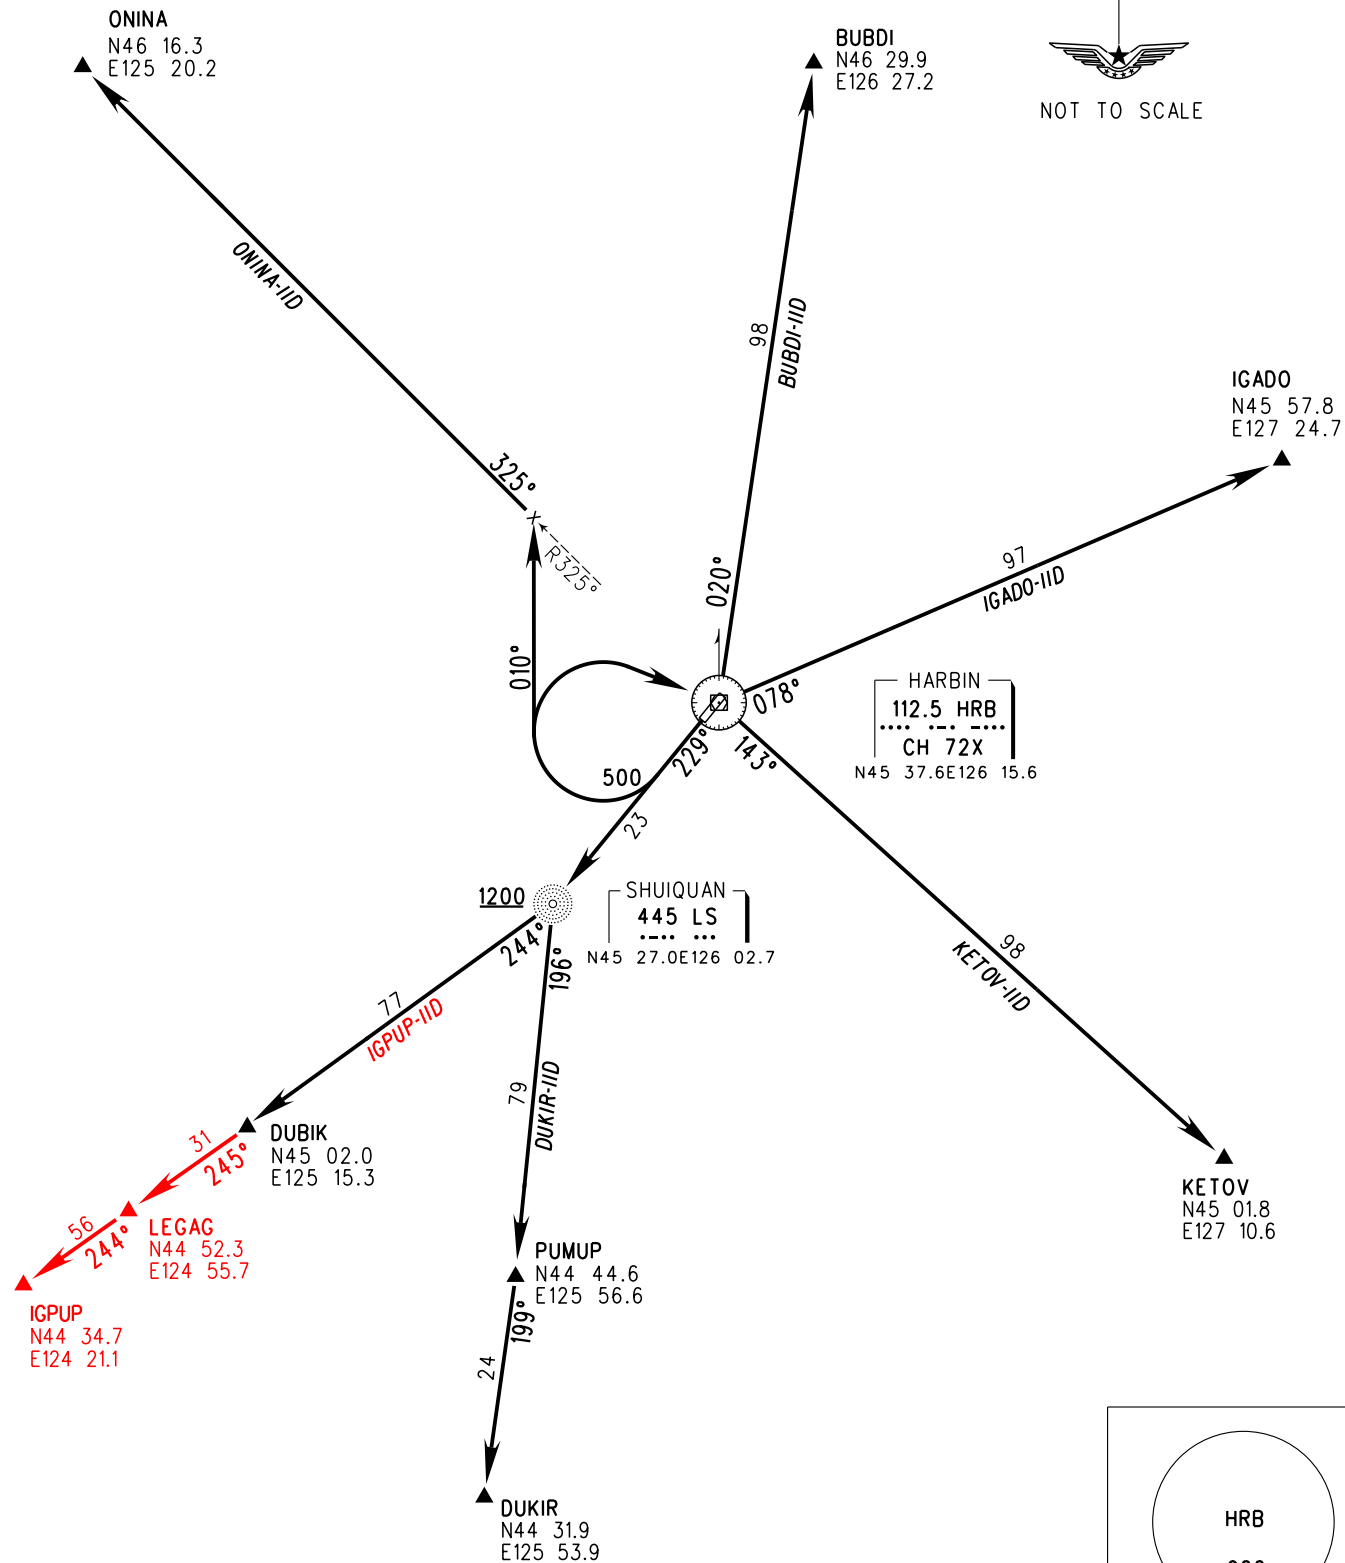 ONINA
N46 16.3
E125 20.2
BUBDI
N46 29.9
E126 27.2
NOT TO SCALE
ONINA-IID
98
BUBDI-IID
IGADO
N45 57.8
E127 24.7
325°
R325°
020°
97
IGADO-IID
010°
078°
HARBIN
112.5 HRB
CH 72X
N45 37.6E126 15.6
229°
143°
500
23
1200
SHUIQUAN
445 LS
N45 27.0E126 02.7
244°
196°
98
KETOV-IID
77
IGPUP-IID
79
DUKIR-IID
DUBIK
N45 02.0
E125 15.3
31
245°
KETOV
N45 01.8
E127 10.6
LEGAG
N44 52.3
E124 55.7
56
244°
PUMUP
N44 44.6
E125 56.6
IGPUP
N44 34.7
E124 21.1
199°
24
DUKIR
N44 31.9
E125 53.9
HRB